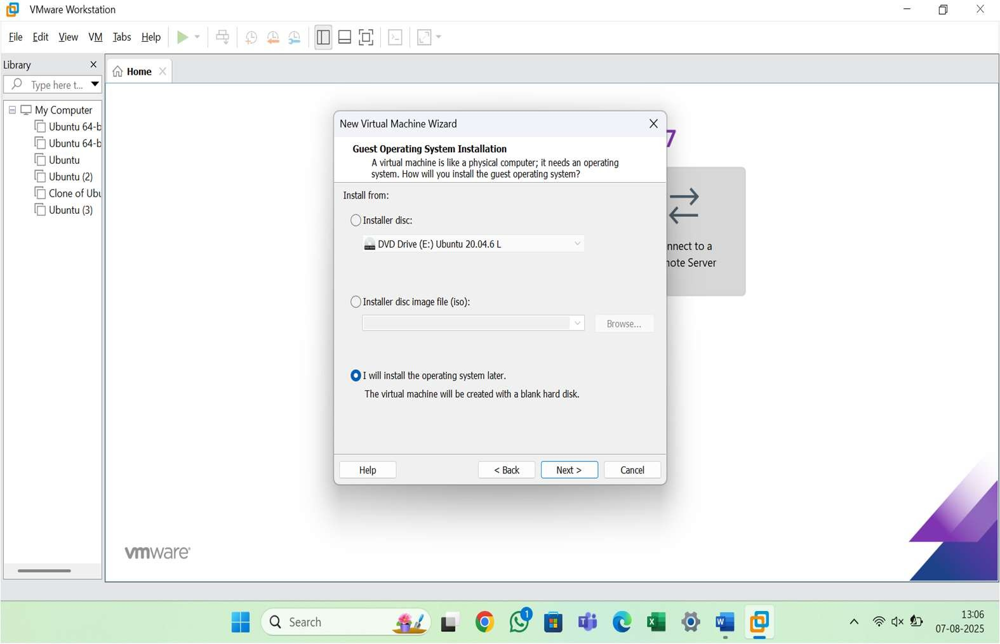 VMware Workstation
File Edit View VM Tabs Help
Library
Home
Type here t...
My Computer
Ubuntu 64-b
Ubuntu 64-b
Ubuntu
Ubuntu (2)
Clone of Ubu
Ubuntu (3)
7
nnect to a
note Server
New Virtual Machine Wizard
Guest Operating System Installation
A virtual machine is like a physical computer; it needs an operating
system. How will you install the guest operating system?
Install from:
Installer disc:
DVD Drive (E:) Ubuntu 20.04.6 L
Installer disc image file (iso):
Browse...
I will install the operating system later.
The virtual machine will be created with a blank hard disk.
Help < Back Next > Cancel
vmware®
Search
1
13:06
07-08-2025